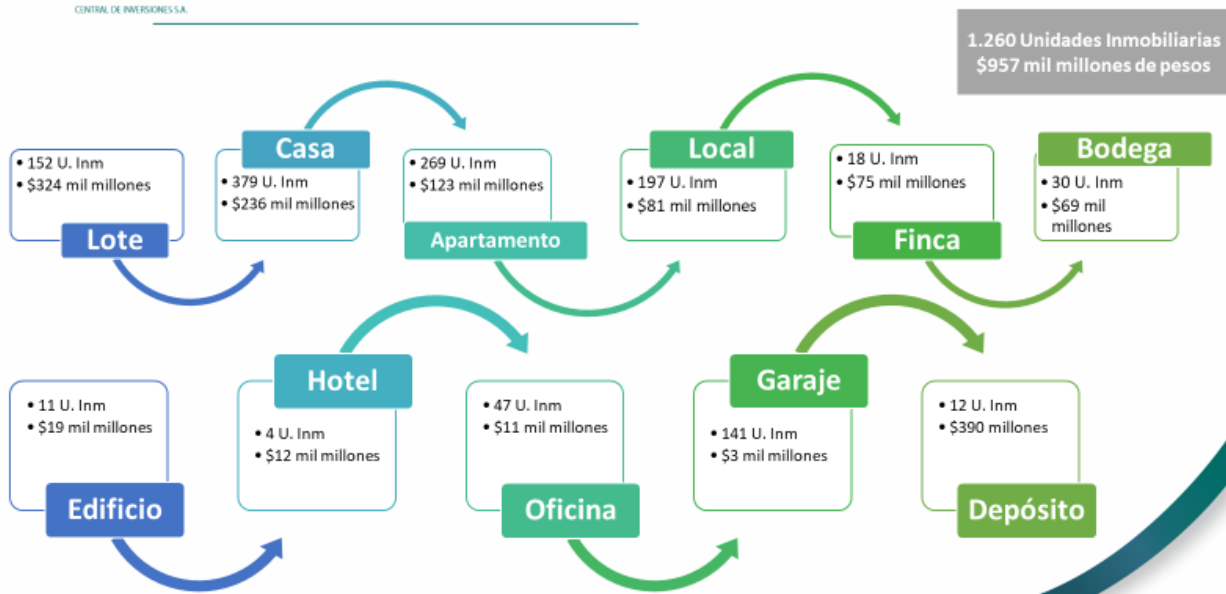 CENTRAL DE INVERSIONES S.A.
1.260 Unidades Inmobiliarias
$957 mil millones de pesos
• 152 U. Inm
• $324 mil millones
Lote
Casa
• 379 U. Inm
• $236 mil millones
• 269 U. Inm
• $123 mil millones
Apartamento
Local
• 197 U. Inm
• $81 mil millones
• 18 U. Inm
• $75 mil millones
Finca
Bodega
• 30 U. Inm
• $69 mil
millones
• 11 U. Inm
• $19 mil millones
Edificio
Hotel
• 4 U. Inm
• $12 mil millones
• 47 U. Inm
• $11 mil millones
Oficina
Garaje
• 141 U. Inm
• $3 mil millones
• 12 U. Inm
• $390 millones
Depósito